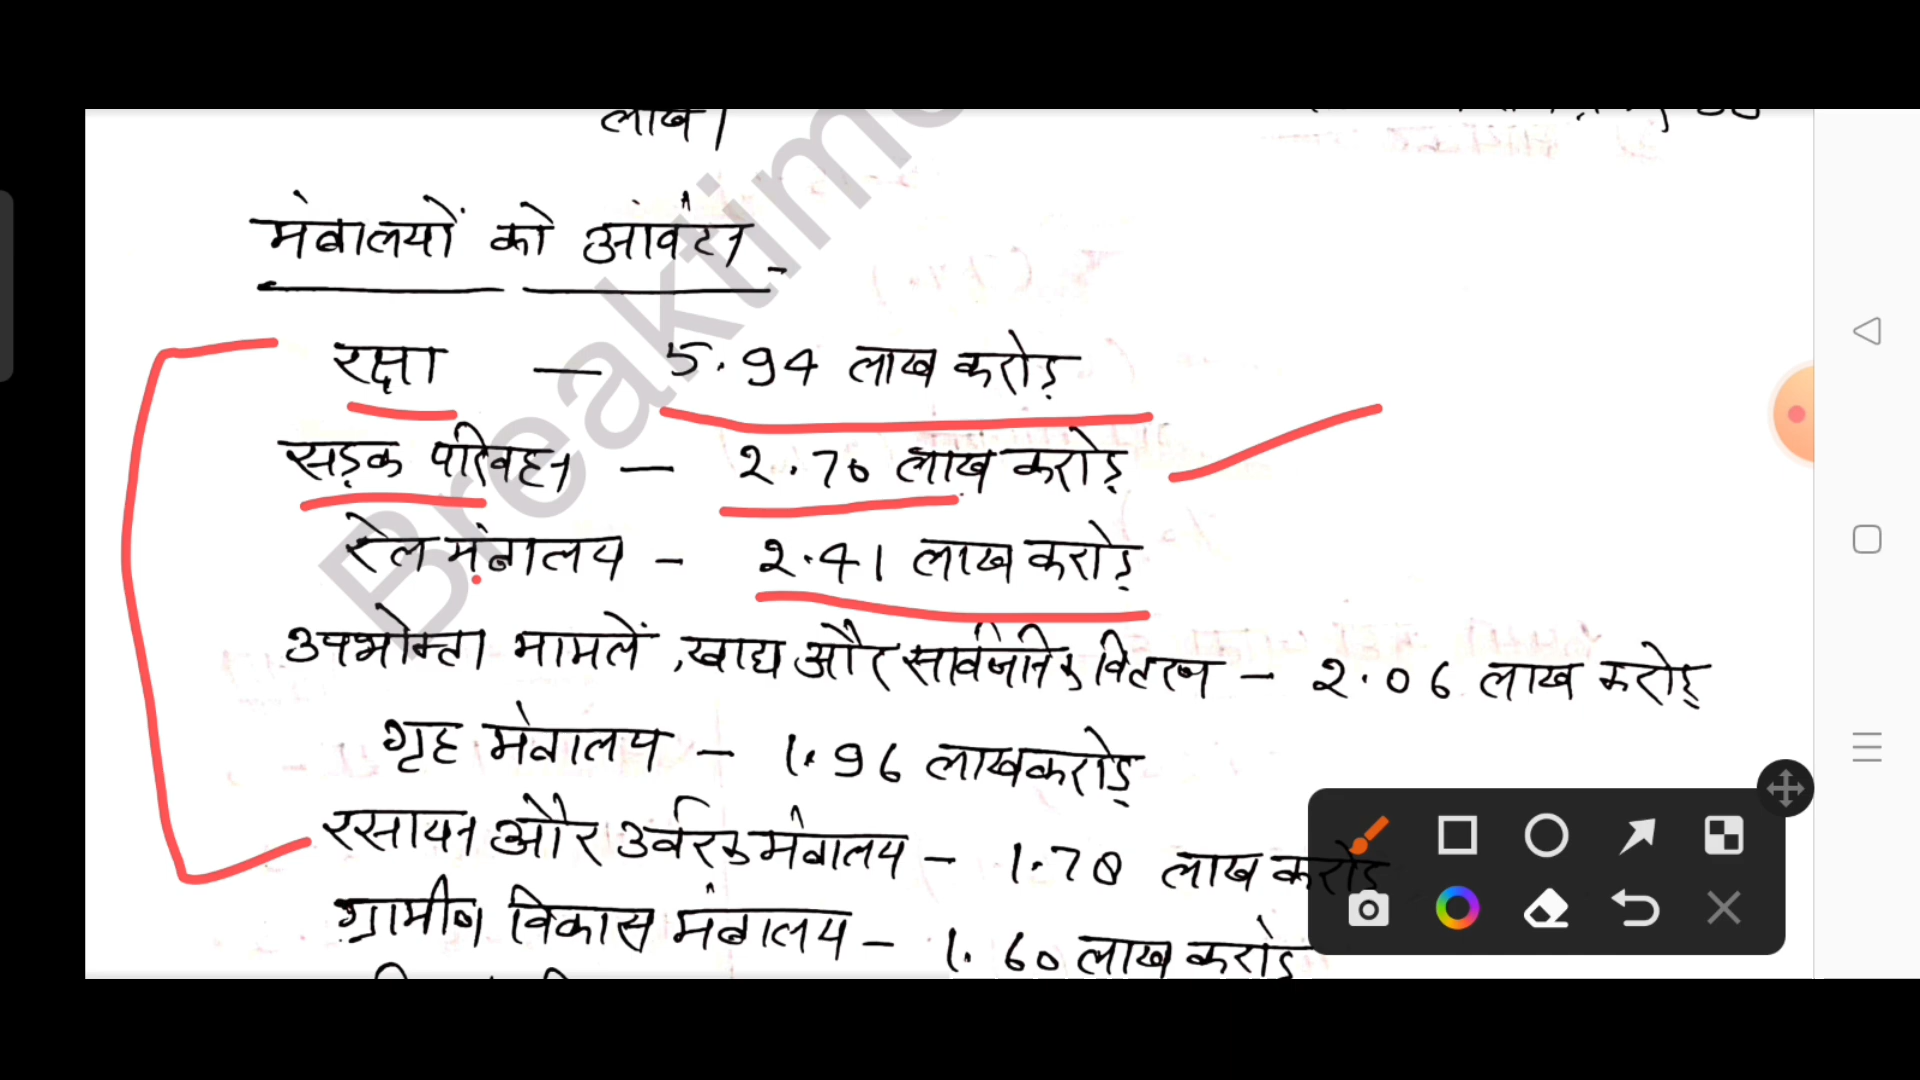 लाख।
मंत्रालयों को आवंटन -
रक्षा — 5.94 लाख करोड़
सड़क परिवहन — 2.70 लाख करोड़
रेल मंत्रालय - 2.41 लाख करोड़
उपभोक्ता मामलें, खाद्य और सार्वजनिक वितरण - 2.06 लाख करोड़
गृह मंत्रालय - 1.96 लाख करोड़
रसायन और उर्वरक मंत्रालय - 1.78 लाख करोड़
ग्रामीण विकास मंत्रालय - 1.60 लाख करोड़
Breaktime